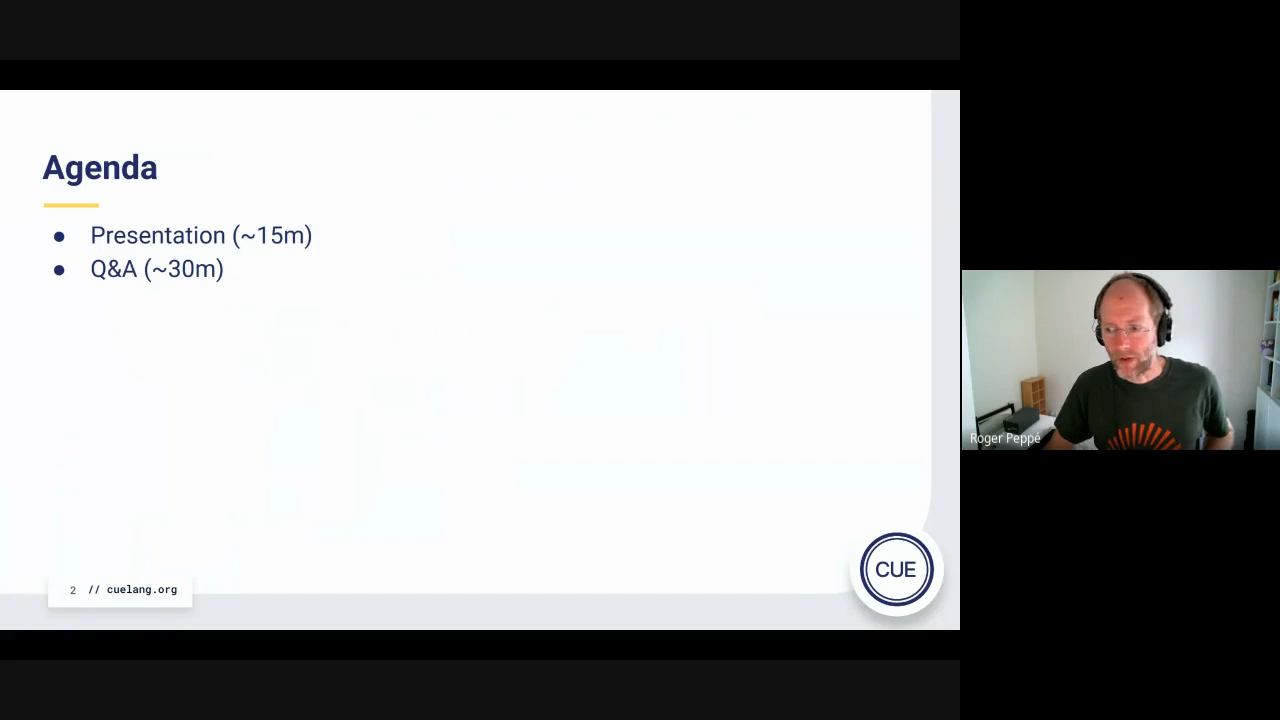 Agenda
● Presentation (~15m)
● Q&A (~30m)
2 // cuelang.org
CUE
Roger Peppé